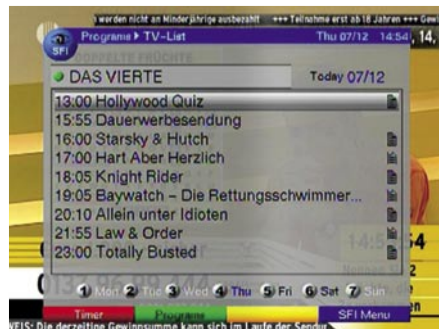 werden nicht an Minderjährige ausbezahlt +++ Teilnahme erst ab 18 Jahren +++
SFI
Programs TV-List
Thu 07/12 14:54
14,
DOPPELTE FRÜCHTE
DAS VIERTE
Today 07/12
13:00 Hollywood Quiz
15:55 Dauerwerbesendung
16:00 Starsky & Hutch
17:00 Hart Aber Herzlich
18:05 Knight Rider
19:05 Baywatch – Die Rettungsschwimmer...
20:10 Allein unter Idioten
21:55 Law & Order
23:00 Totally Busted
1 Mon 2 Tue 3 Wed 4 Thu 5 Fri 6 Sat 7 Sun
Timer
Programs
SFI Menu
Die derzeitige Gewinnsumme kann sich im Laufe der